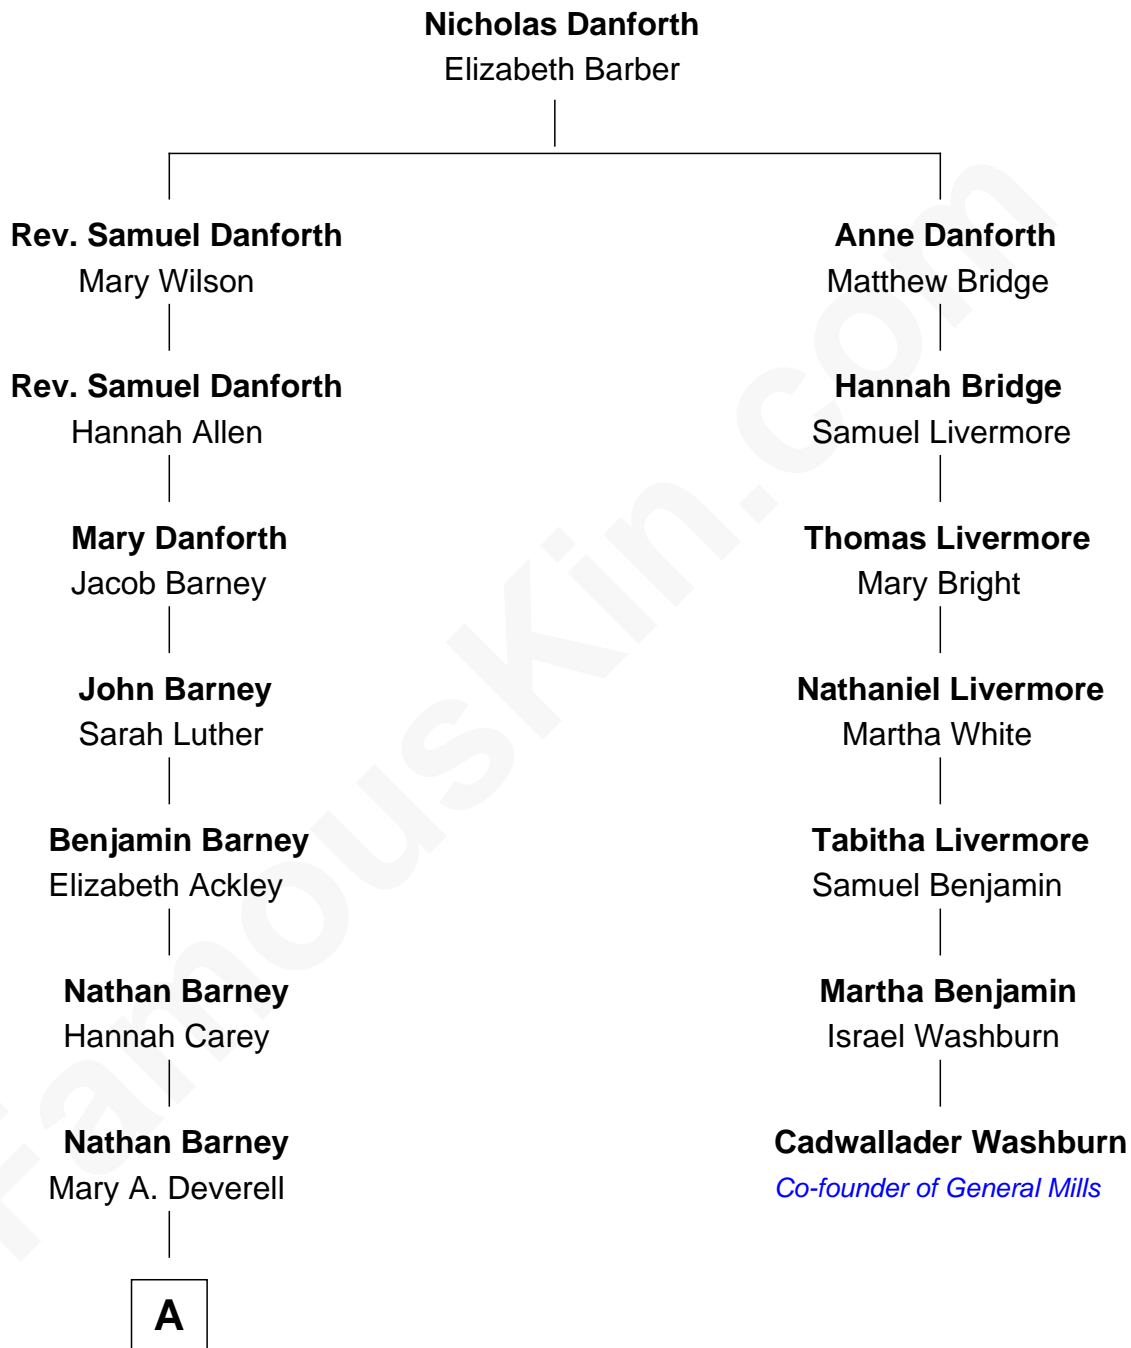 Nicholas Danforth
Elizabeth Barber
Rev. Samuel Danforth
Mary Wilson
Anne Danforth
Matthew Bridge
Rev. Samuel Danforth
Hannah Allen
Hannah Bridge
Samuel Livermore
Mary Danforth
Jacob Barney
Thomas Livermore
Mary Bright
John Barney
Sarah Luther
Nathaniel Livermore
Martha White
Benjamin Barney
Elizabeth Ackley
Tabitha Livermore
Samuel Benjamin
Nathan Barney
Hannah Carey
Martha Benjamin
Israel Washburn
Nathan Barney
Mary A. Deverell
Cadwallader Washburn
Co-founder of General Mills
A
FamousKin.com